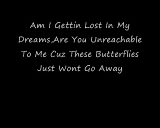 Am I Gettin Lost In My
Dreams,Are You Unreachable
To Me Cuz These Butterflies
Just Wont Go Away